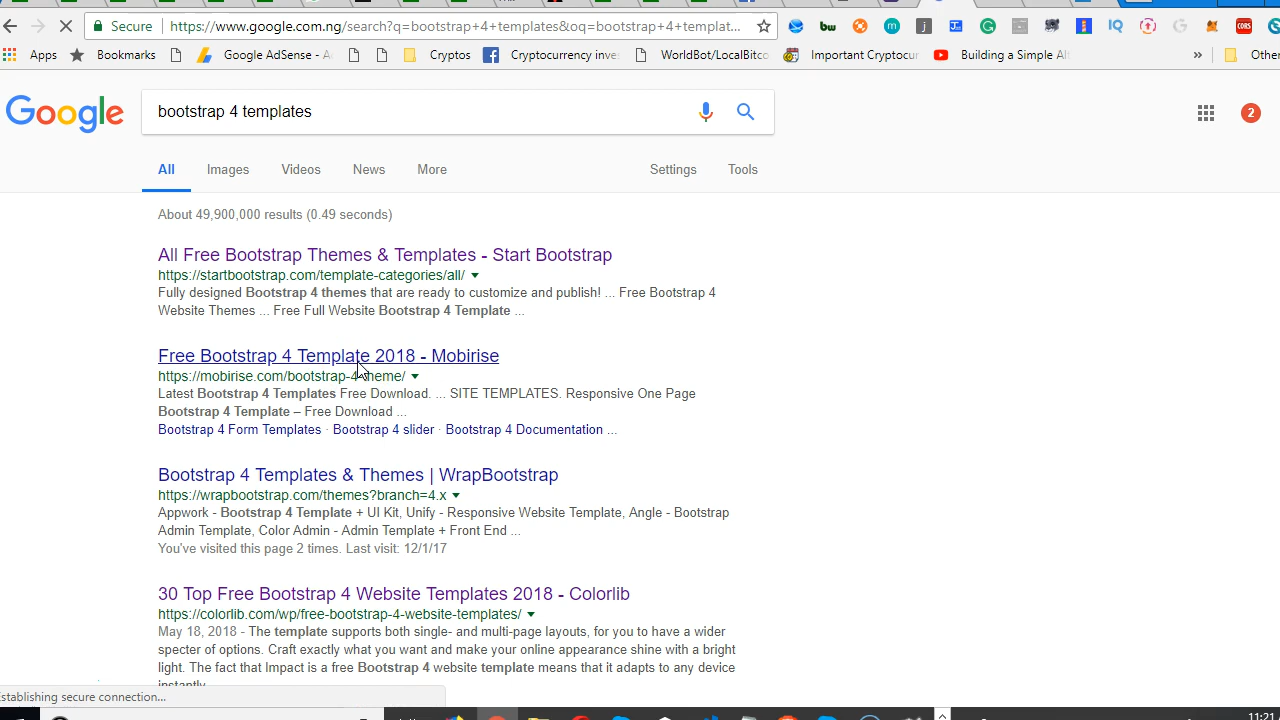 Secure https://www.google.com.ng/search?q=bootstrap+4+templates&oq=bootstrap+4+templat...
Apps Bookmarks Google AdSense - A Cryptos Cryptocurrency inve WorldBox/LocalBitco Important Cryptocur Building a Simple Al » Othe
Google bootstrap 4 templates 2
All Images Videos News More Settings Tools
About 49,900,000 results (0.49 seconds)
All Free Bootstrap Themes & Templates - Start Bootstrap
https://startbootstrap.com/template-categories/all/
Fully designed Bootstrap 4 themes that are ready to customize and publish! ... Free Bootstrap 4
Website Themes ... Free Full Website Bootstrap 4 Template ...
Free Bootstrap 4 Template 2018 - Mobirise
https://mobirise.com/bootstrap-4-theme/
Latest Bootstrap 4 Templates Free Download. ... SITE TEMPLATES. Responsive One Page
Bootstrap 4 Template – Free Download ...
Bootstrap 4 Form Templates · Bootstrap 4 slider · Bootstrap 4 Documentation ...
Bootstrap 4 Templates & Themes | WrapBootstrap
https://wrapbootstrap.com/themes?branch=4.x
Appwork - Bootstrap 4 Template + UI Kit, Unify - Responsive Website Template, Angle - Bootstrap
Admin Template, Color Admin - Admin Template + Front End ...
You've visited this page 2 times. Last visit: 12/1/17
30 Top Free Bootstrap 4 Website Templates 2018 - Colorlib
https://colorlib.com/wp/free-bootstrap-4-website-templates/
May 18, 2018 - The template supports both single- and multi-page layouts, for you to have a wider
specter of options. Craft exactly what you want and make your online appearance shine with a bright
light. The fact that Impact is a free Bootstrap 4 website template means that it adapts to any device
instantly.
Establishing secure connection...
11:21